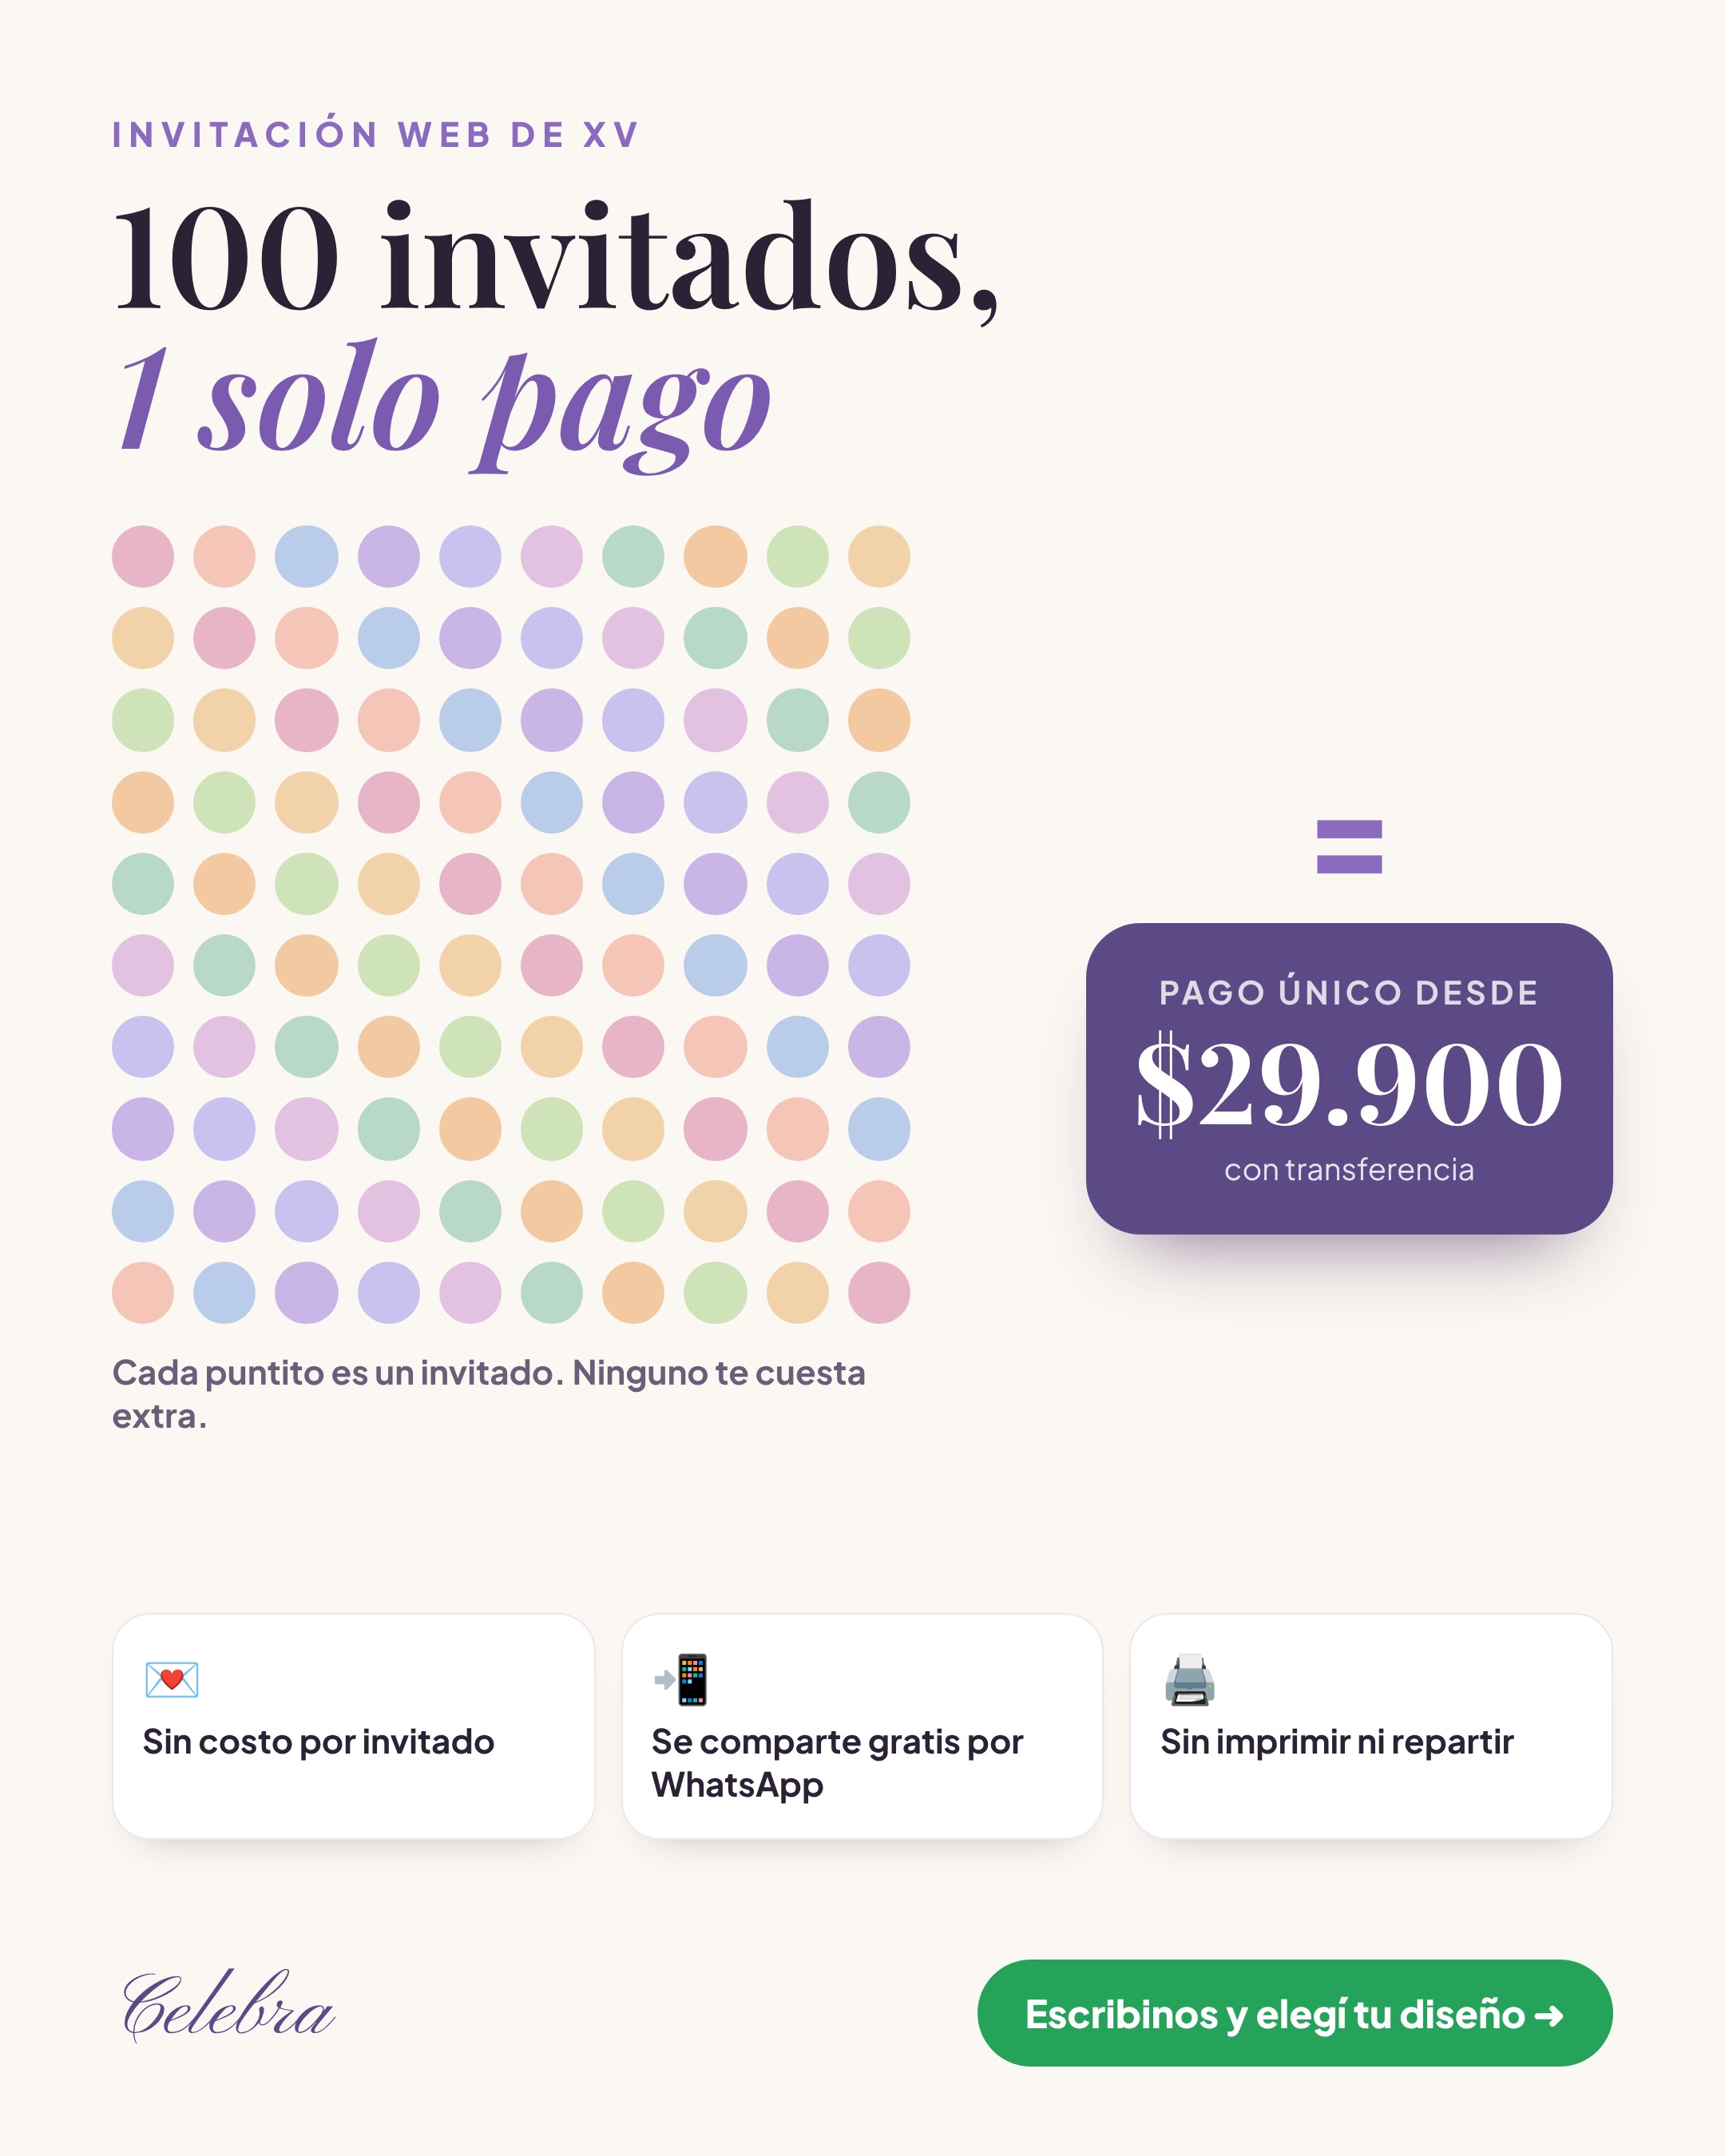 INVITACIÓN WEB DE XV
100 invitados,
1 solo pago
=
PAGO ÚNICO DESDE
$29.900
con transferencia
Cada puntito es un invitado. Ninguno te cuesta
extra.
Sin costo por invitado
Se comparte gratis por
WhatsApp
Sin imprimir ni repartir
Celebra
Escribinos y elegí tu diseño →